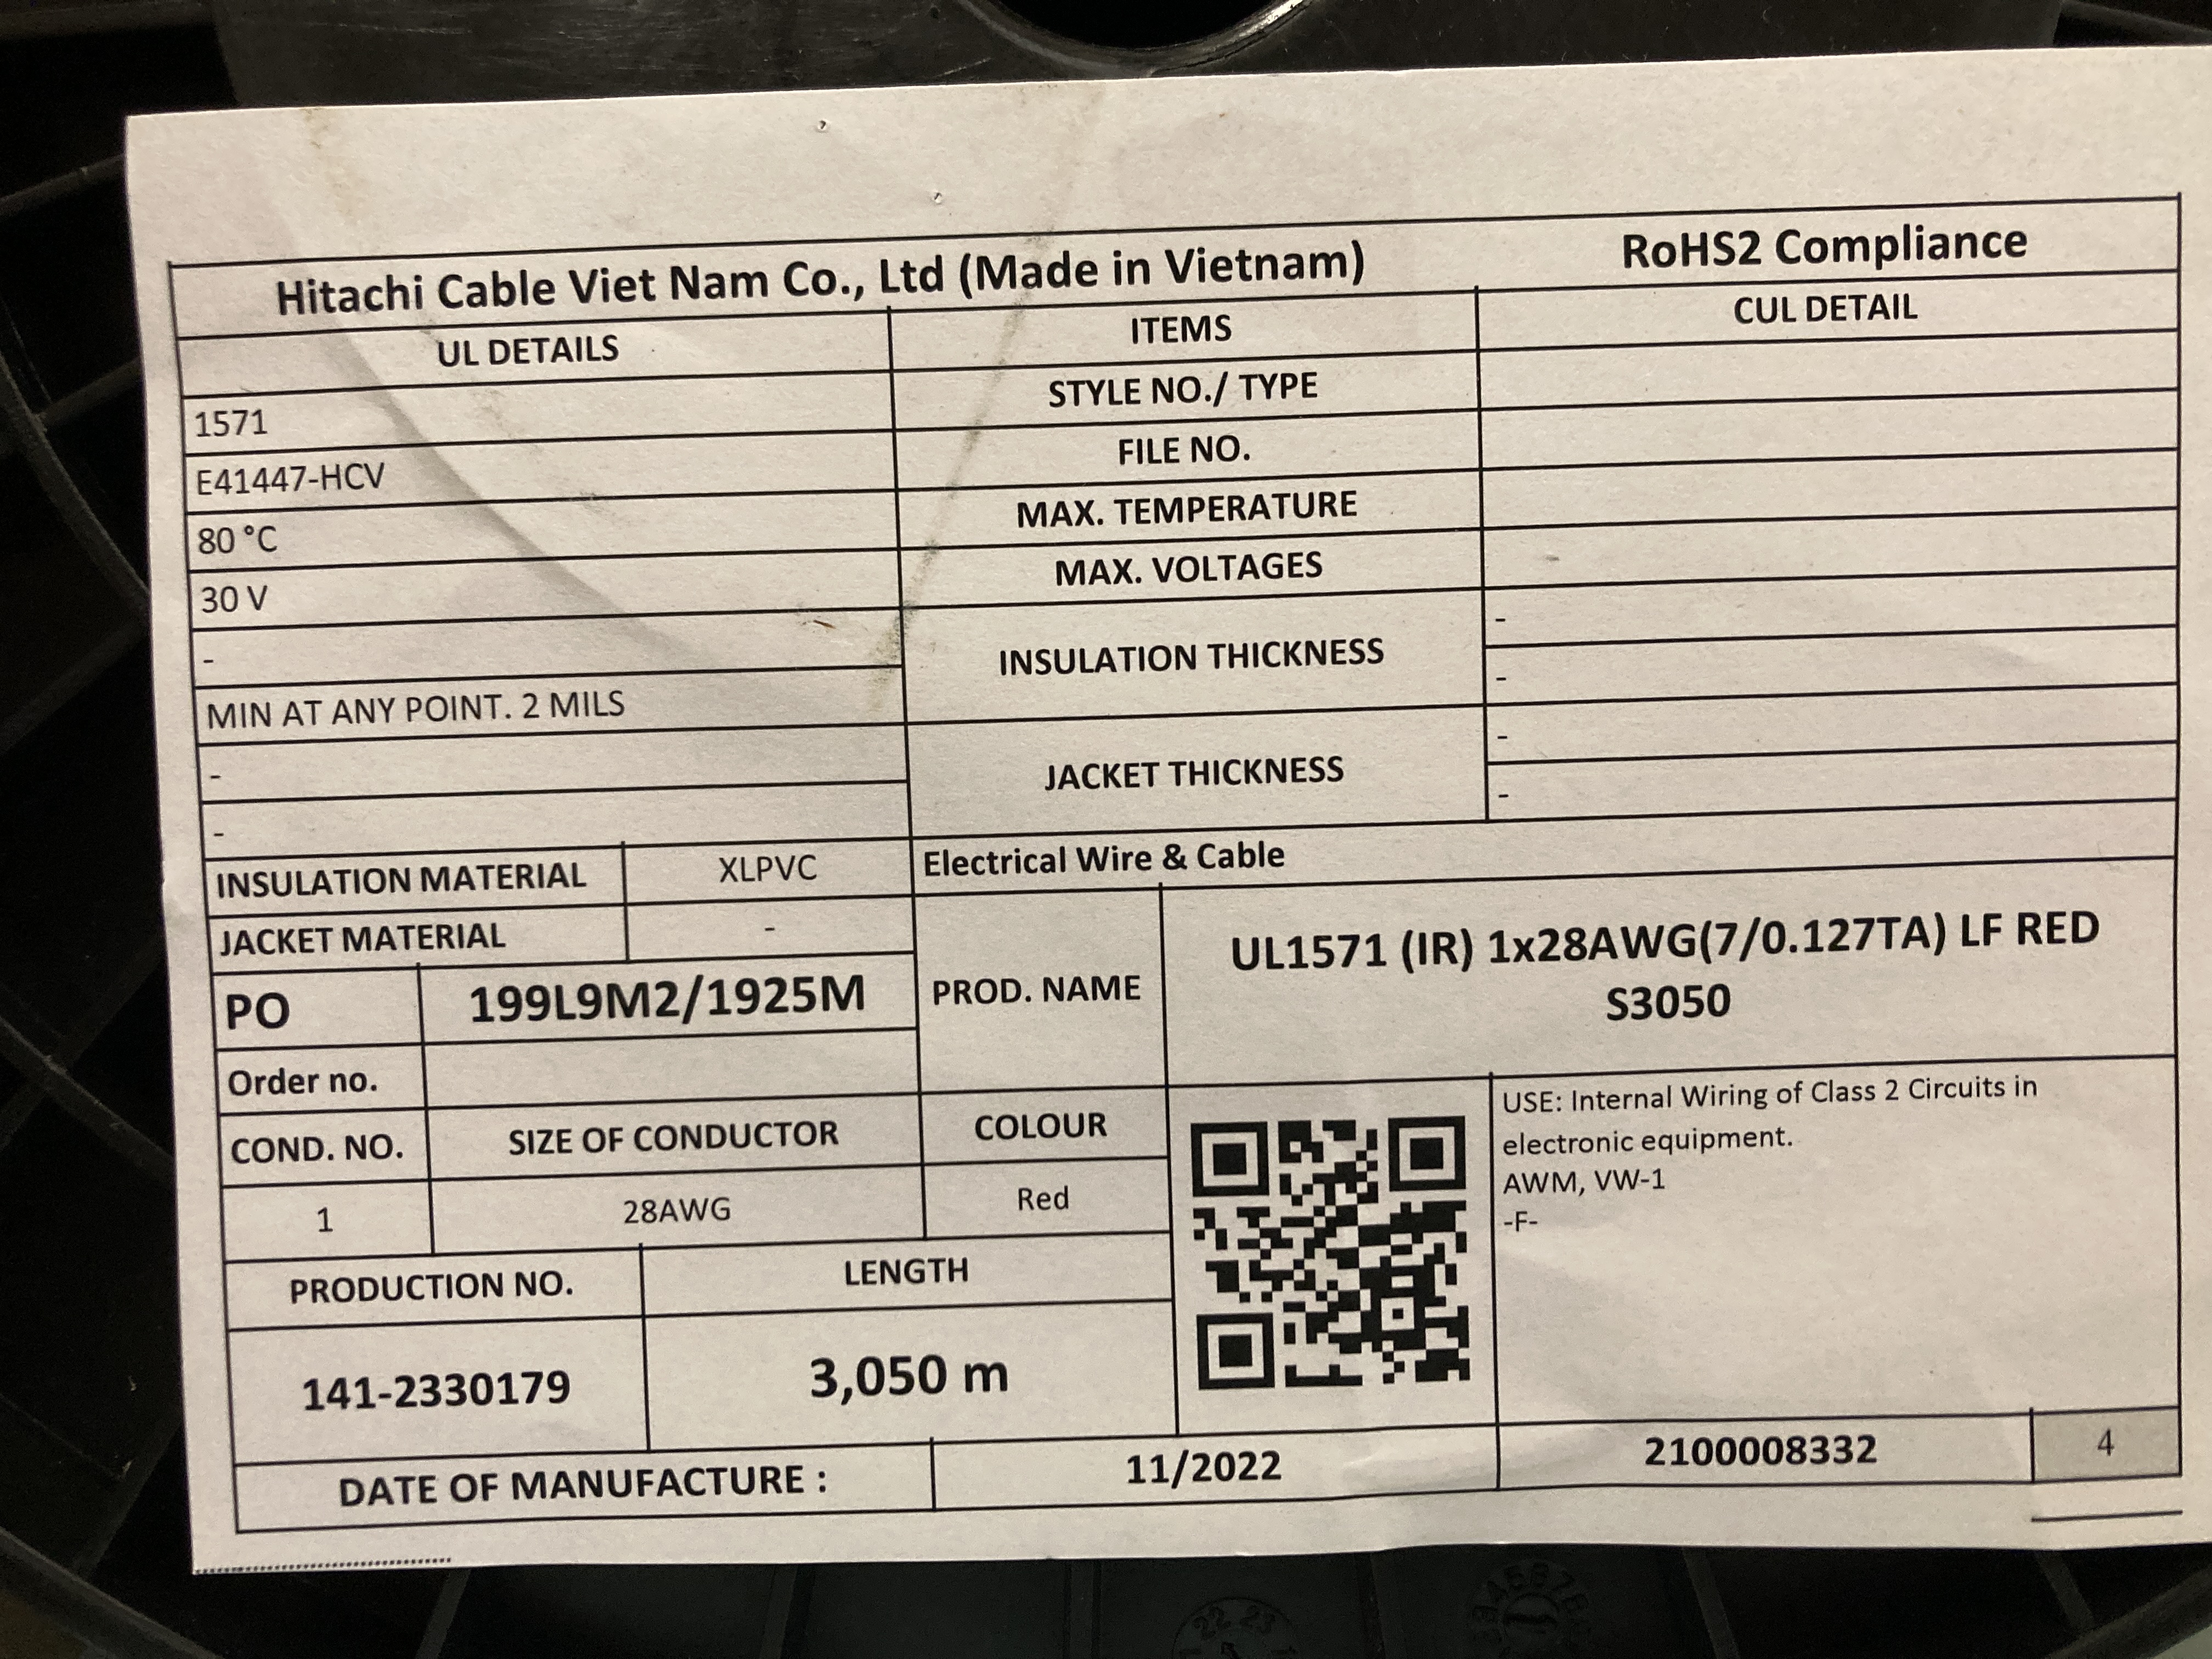 Hitachi Cable Viet Nam Co., Ltd (Made in Vietnam) RoHS2 Compliance
UL DETAILS ITEMS CUL DETAIL
1571 STYLE NO./ TYPE
E41447-HCV FILE NO.
80 °C MAX. TEMPERATURE
30 V MAX. VOLTAGES
- INSULATION THICKNESS -
MIN AT ANY POINT. 2 MILS -
- JACKET THICKNESS -
- -
INSULATION MATERIAL XLPVC Electrical Wire & Cable
JACKET MATERIAL -
PO 199L9M2/1925M PROD. NAME UL1571 (IR) 1x28AWG(7/0.127TA) LF RED
S3050
Order no.
COND. NO. SIZE OF CONDUCTOR COLOUR
1 28AWG Red
USE: Internal Wiring of Class 2 Circuits in
electronic equipment.
AWM, VW-1
-F-
PRODUCTION NO. LENGTH
141-2330179 3,050 m
DATE OF MANUFACTURE : 11/2022 2100008332 4
22 23